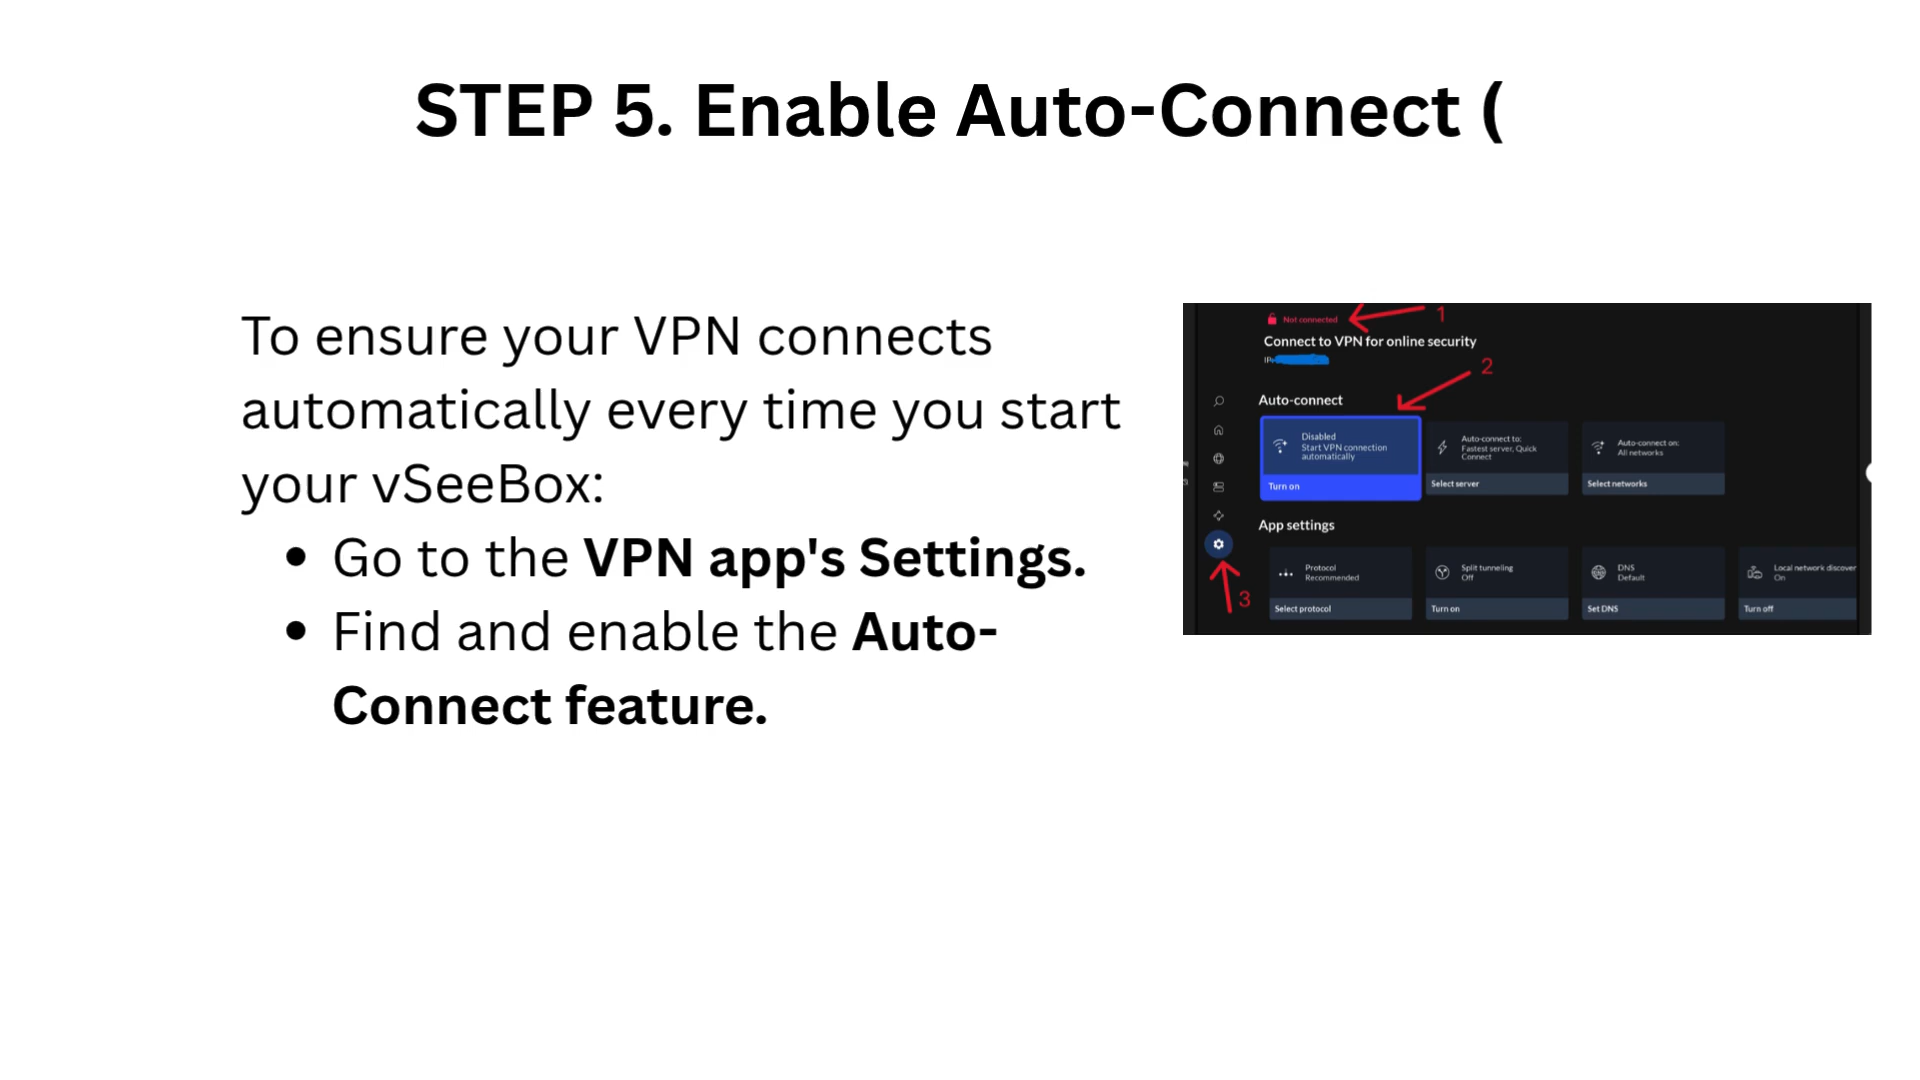 STEP 5. Enable Auto-Connect (
To ensure your VPN connects
automatically every time you start
your vSeeBox:
• Go to the VPN app's Settings.
• Find and enable the Auto-
Connect feature.
Not connected
1
Connect to VPN for online security
IP:
2
Auto-connect
Disabled
Start VPN connection
automatically
Turn on
Auto-connect to:
Fastest server, Quick
Connect
Select server
Auto-connect on:
All networks
Select networks
App settings
Protocol
Recommended
Select protocol
Split tunneling
Off
Turn on
DNS
Default
Set DNS
Local network discover
On
Turn off
3